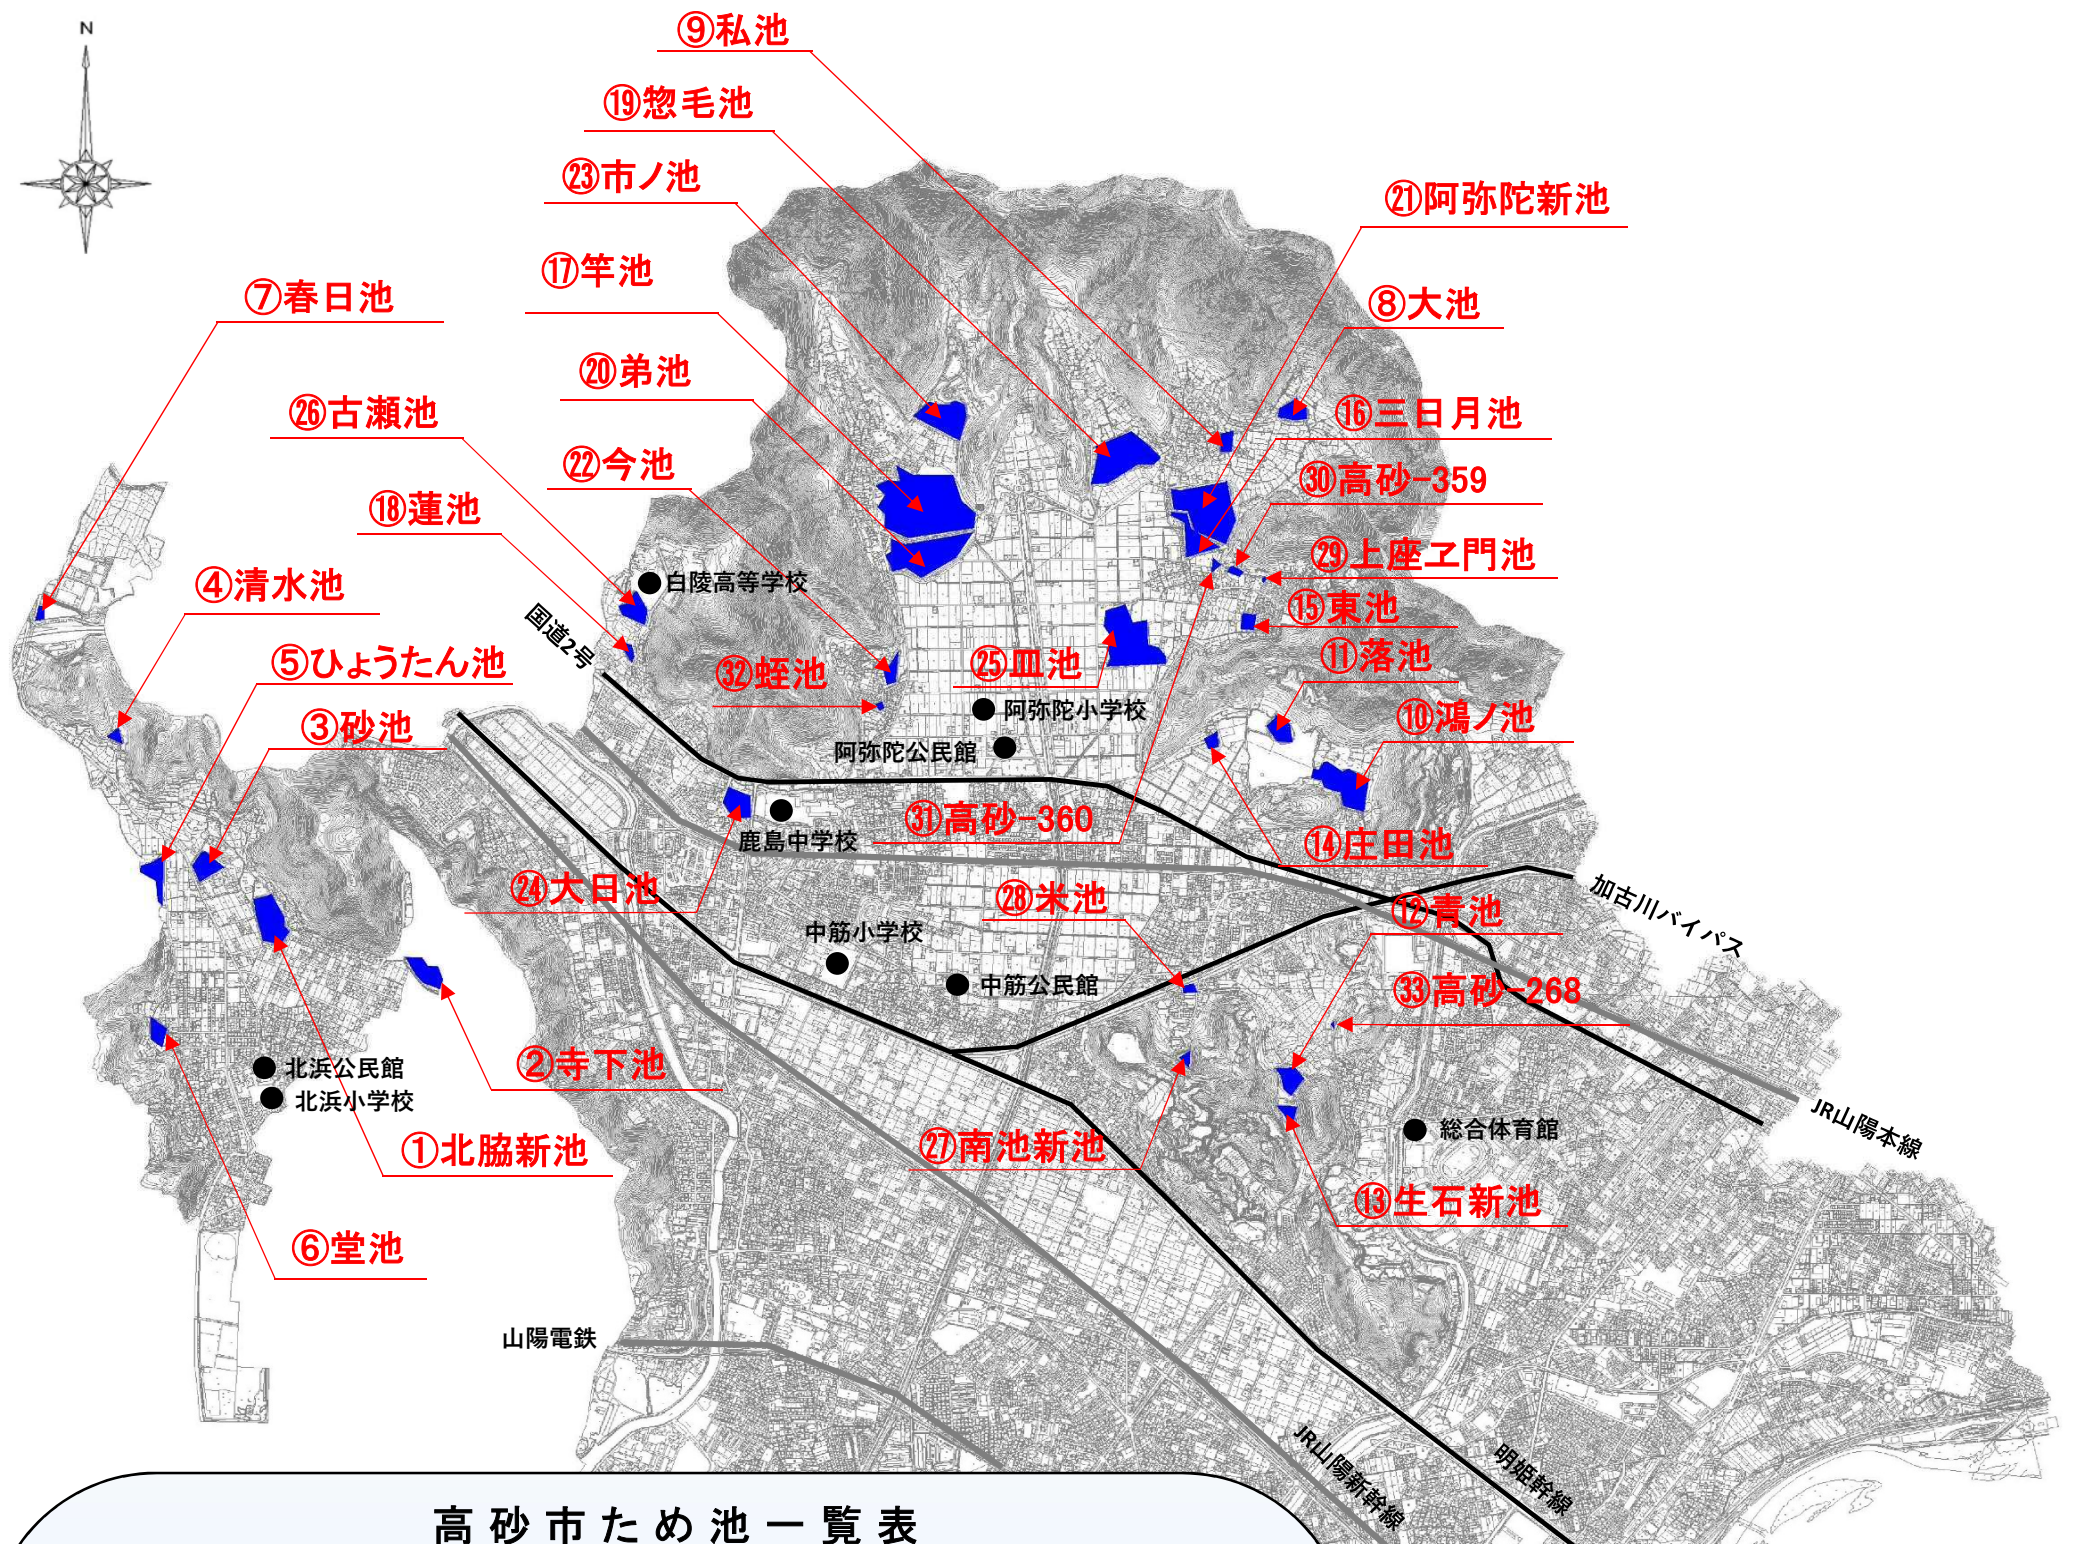 N
⑨私池
⑲惣毛池
㉓市ノ池
㉑阿弥陀新池
⑰竿池
⑦春日池
⑧大池
⑳弟池
㉖古瀬池
⑯三日月池
㉒今池
㉚高砂-359
⑱蓮池
㉙上座ヱ門池
④清水池
白陵高等学校
⑮東池
国道2号
⑤ひょうたん池
㉜蛭池
㉕皿池
⑪落池
③砂池
阿弥陀小学校
⑩鴻ノ池
阿弥陀公民館
㉛高砂-360
鹿島中学校
⑭庄田池
㉔大日池
㉘米池
⑫青池
加古川バイパス
中筋小学校
中筋公民館
㉝高砂-268
②寺下池
北浜公民館
北浜小学校
JR山陽本線
総合体育館
①北脇新池
㉗南池新池
⑬生石新池
⑥堂池
山陽電鉄
JR山陽新幹線
明姫幹線
高砂市ため池一覧表